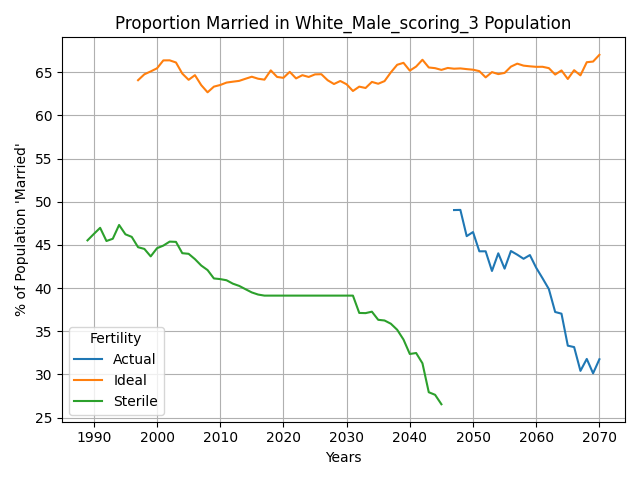 Proportion Married in White_Male_scoring_3 Population
% of Population 'Married'
65
60
55
50
45
40
35
30
25
Fertility
Actual
Ideal
Sterile
1990 2000 2010 2020 2030 2040 2050 2060 2070
Years